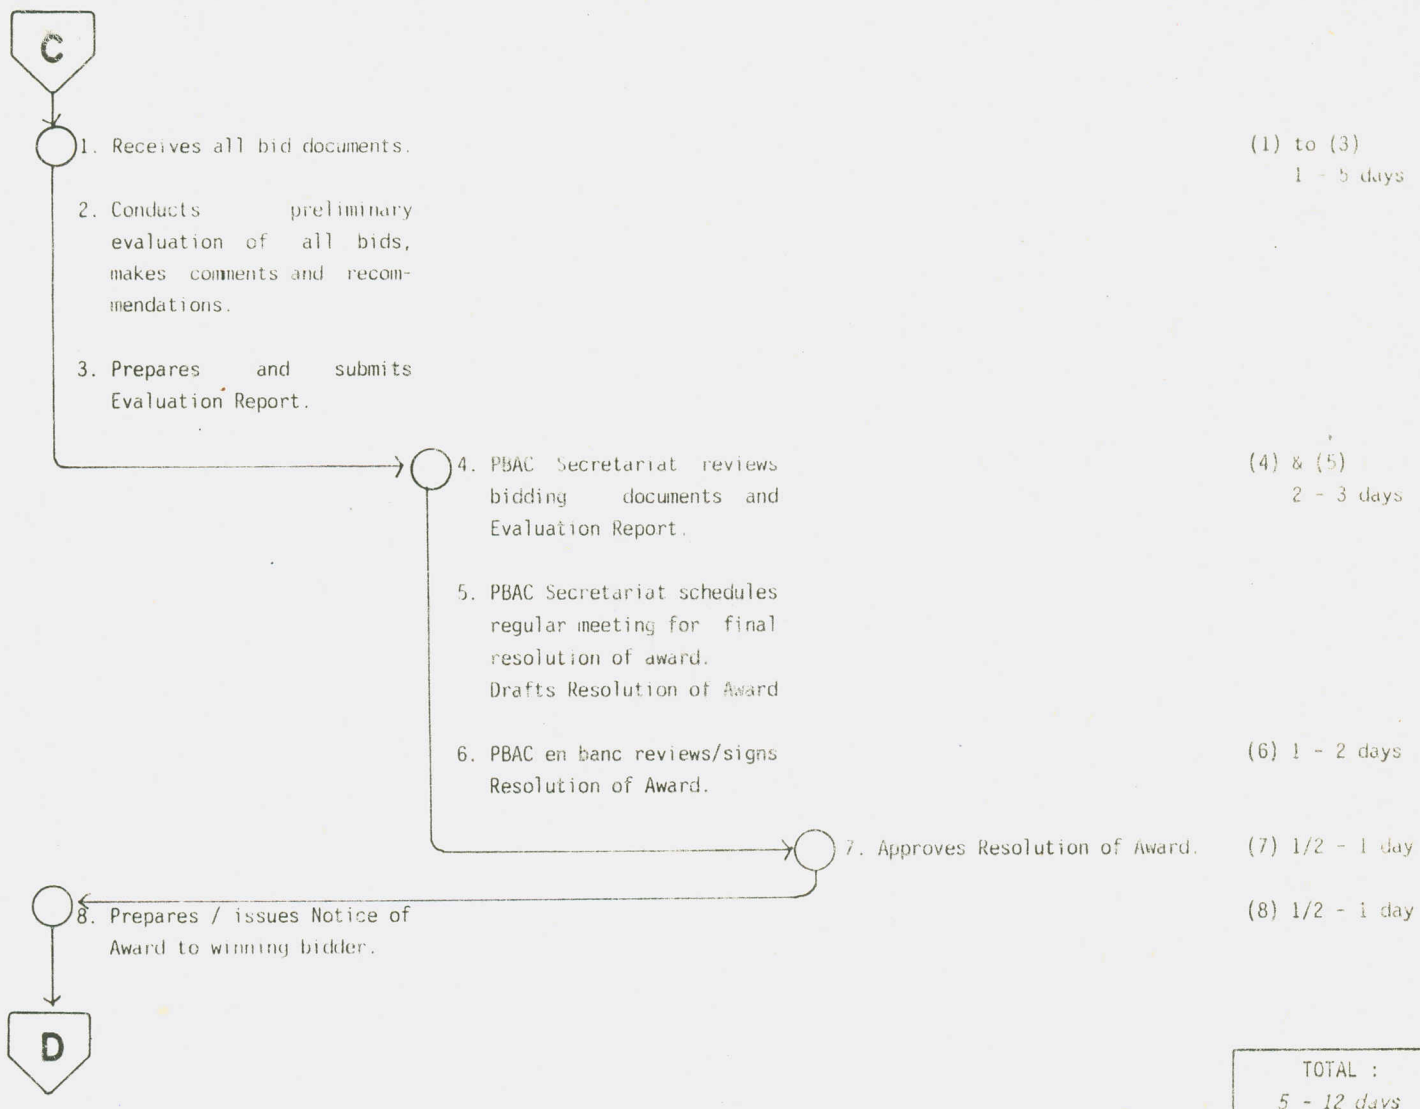 C
1. Receives all bid documents.
(1) to (3)
1 - 5 days
2. Conducts preliminary
evaluation of all bids,
makes comments and recom-
mendations.
3. Prepares and submits
Evaluation Report.
4. PBAC Secretariat reviews
bidding documents and
Evaluation Report.
(4) & (5)
2 - 3 days
5. PBAC Secretariat schedules
regular meeting for final
resolution of award.
Drafts Resolution of Award
6. PBAC en banc reviews/signs
Resolution of Award.
(6) 1 - 2 days
7. Approves Resolution of Award.
(7) 1/2 - 1 day
8. Prepares / issues Notice of
Award to winning bidder.
(8) 1/2 - 1 day
D
TOTAL :
5 - 12 days